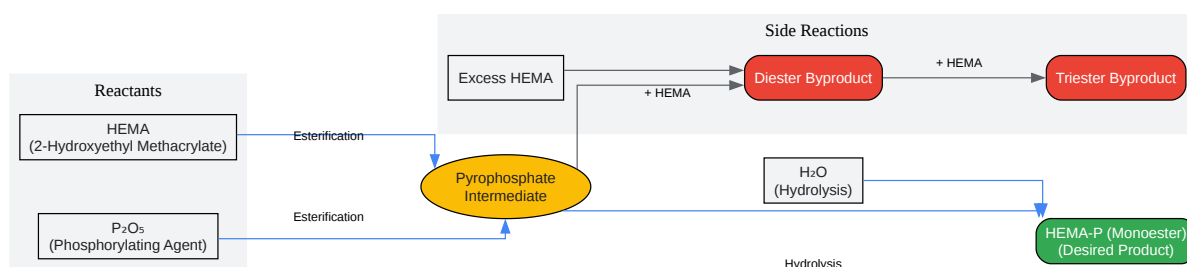 Side Reactions
Excess HEMA
+ HEMA
Diester Byproduct
+ HEMA
Triester Byproduct
Reactants
HEMA
(2-Hydroxyethyl Methacrylate)
Esterification
Pyrophosphate
Intermediate
H₂O
(Hydrolysis)
P₂O₅
(Phosphorylating Agent)
Esterification
HEMA-P (Monoester)
(Desired Product)
Hydrolysis